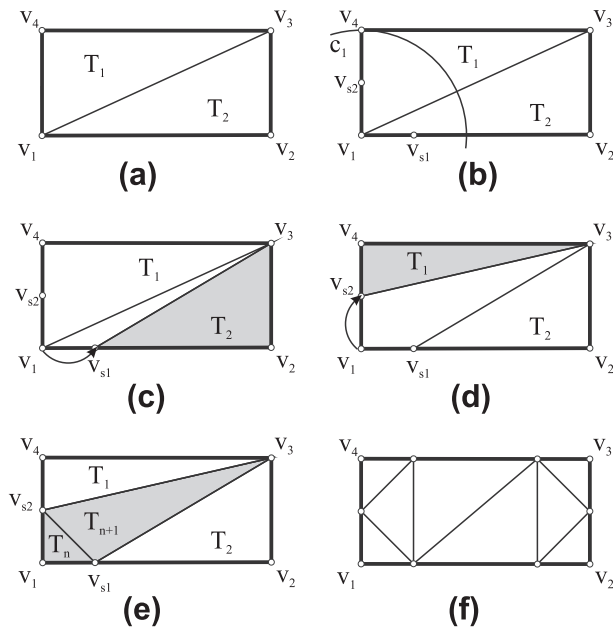 v4 v3 v4 v3
c1
T1 T1
vs2
T2 T2
v1 v2 v1 vs1 v2
(a) (b)
v4 v3 v4 v3
T1 T1
vs2 vs2
T2 T2
v1 vs1 v2 v1 vs1 v2
(c) (d)
v4 v3 v4 v3
T1
vs2
Tn+1
Tn T2
v1 vs1 v2 v1 v2
(e) (f)